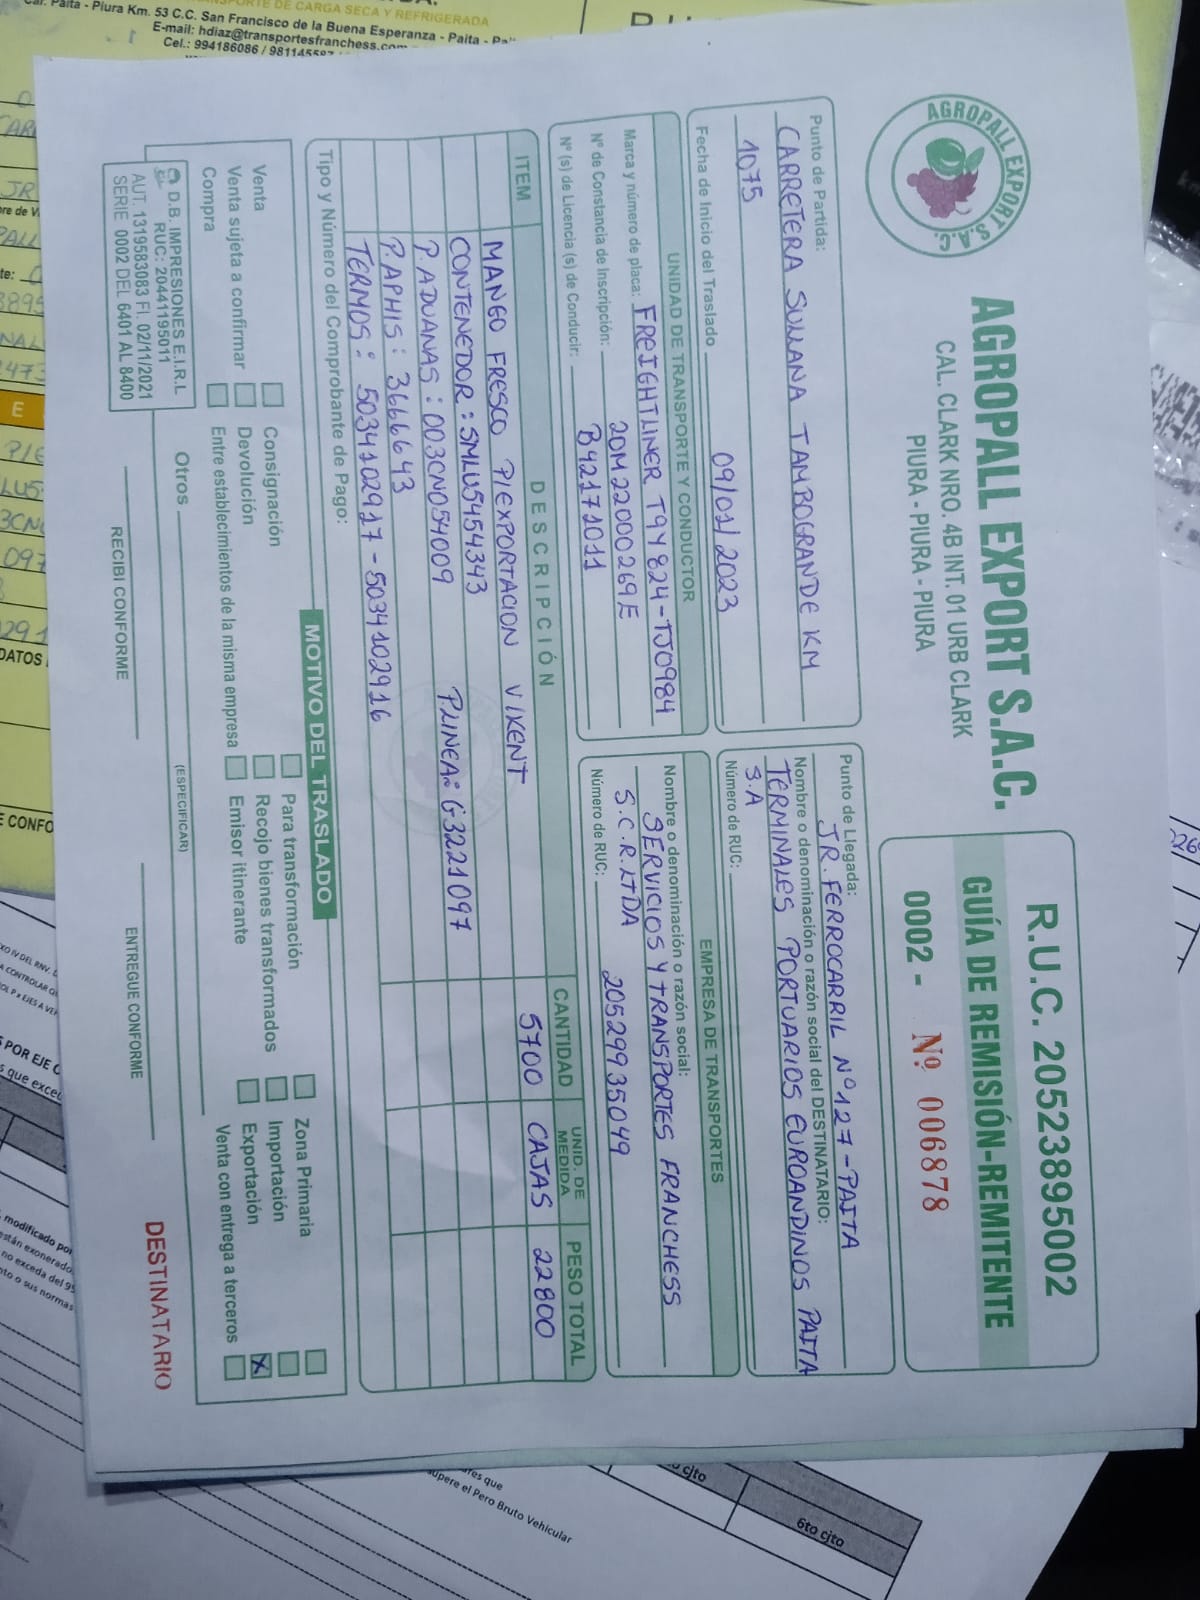 AGROPALL EXPORT S.A.C.
AGROPALL EXPORT S.A.C.
CAL. CLARK NRO. 4B INT. 01 URB CLARK
PIURA - PIURA - PIURA
R.U.C. 20523895002
GUÍA DE REMISIÓN-REMITENTE
0002 - Nº 006878
Punto de Partida:
CARRETERA SULLANA TAMBOGRANDE KM
1075
Punto de Llegada:
JR. FERROCARRIL Nº127-PAITA
Fecha de Inicio del Traslado 09/01/2023
Nombre o denominación o razón social del DESTINATARIO:
TERMINALES PORTUARIOS EUROANDINOS PAITA
S.A
Número de RUC:
UNIDAD DE TRANSPORTE Y CONDUCTOR
Marca y número de placa: FREIGHTLINER T9Y824-TJ0984
Nº de Constancia de Inscripción: 20M22000269E
Nº (s) de Licencia (s) de Conducir: B42171011
EMPRESA DE TRANSPORTES
Nombre o denominación o razón social:
SERVICIOS Y TRANSPORTES FRANCHESS
S.C.R.LTDA
Número de RUC: 20529935049
ITEM DESCRIPCIÓN CANTIDAD UNID. DE MEDIDA PESO TOTAL
MANGO FRESCO P/EXPORTACION V/KENT 5700 CAJAS 22800
CONTENEDOR: SMLU5454343
P. ADUANAS: 003CN054009 P.LINEA: G3221097
P. APHIS: 3666643
TERMOS: 5034102917-5034102916
Tipo y Número del Comprobante de Pago:
MOTIVO DEL TRASLADO
Venta
Venta sujeta a confirmar
Compra
Consignación
Devolución
Entre establecimientos de la misma empresa
Para transformación
Recojo bienes transformados
Emisor itinerante
Zona Primaria
Importación
Exportación X
Venta con entrega a terceros
Otros
(ESPECIFICAR)
D.B. IMPRESIONES E.I.R.L
RUC: 20441195011
AUT. 1319583083 FI. 02/11/2021
SERIE 0002 DEL 6401 AL 8400
RECIBI CONFORME
ENTREGUE CONFORME
DESTINATARIO
TRANSPORTE DE CARGA SECA Y REFRIGERADA
Paita - Piura Km. 53 C.C. San Francisco de la Buena Esperanza - Paita
E-mail: hdiaz@transportesfranchess.com
Cel.: 994186086
6to cjto
supere el Pero Bruto Vehicular